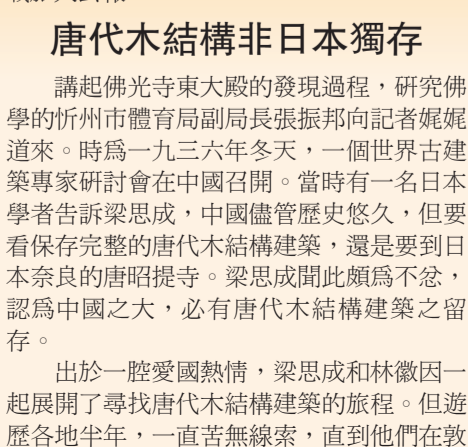 唐代木結構非日本獨存
講起佛光寺東大殿的發現過程，研究佛
學的忻州市體育局副局長張振邦向記者娓娓
道來。時爲一九三六年冬天，一個世界古建
築專家研討會在中國召開。當時有一名日本
學者告訴梁思成，中國儘管歷史悠久，但要
看保存完整的唐代木結構建築，還是要到日
本奈良的唐昭提寺。梁思成聞此頗爲不忿，
認爲中國之大，必有唐代木結構建築之留
存。
出於一腔愛國熱情，梁思成和林徽因一
起展開了尋找唐代木結構建築的旅程。但遊
歷各地半年，一直苦無線索，直到他們在敦